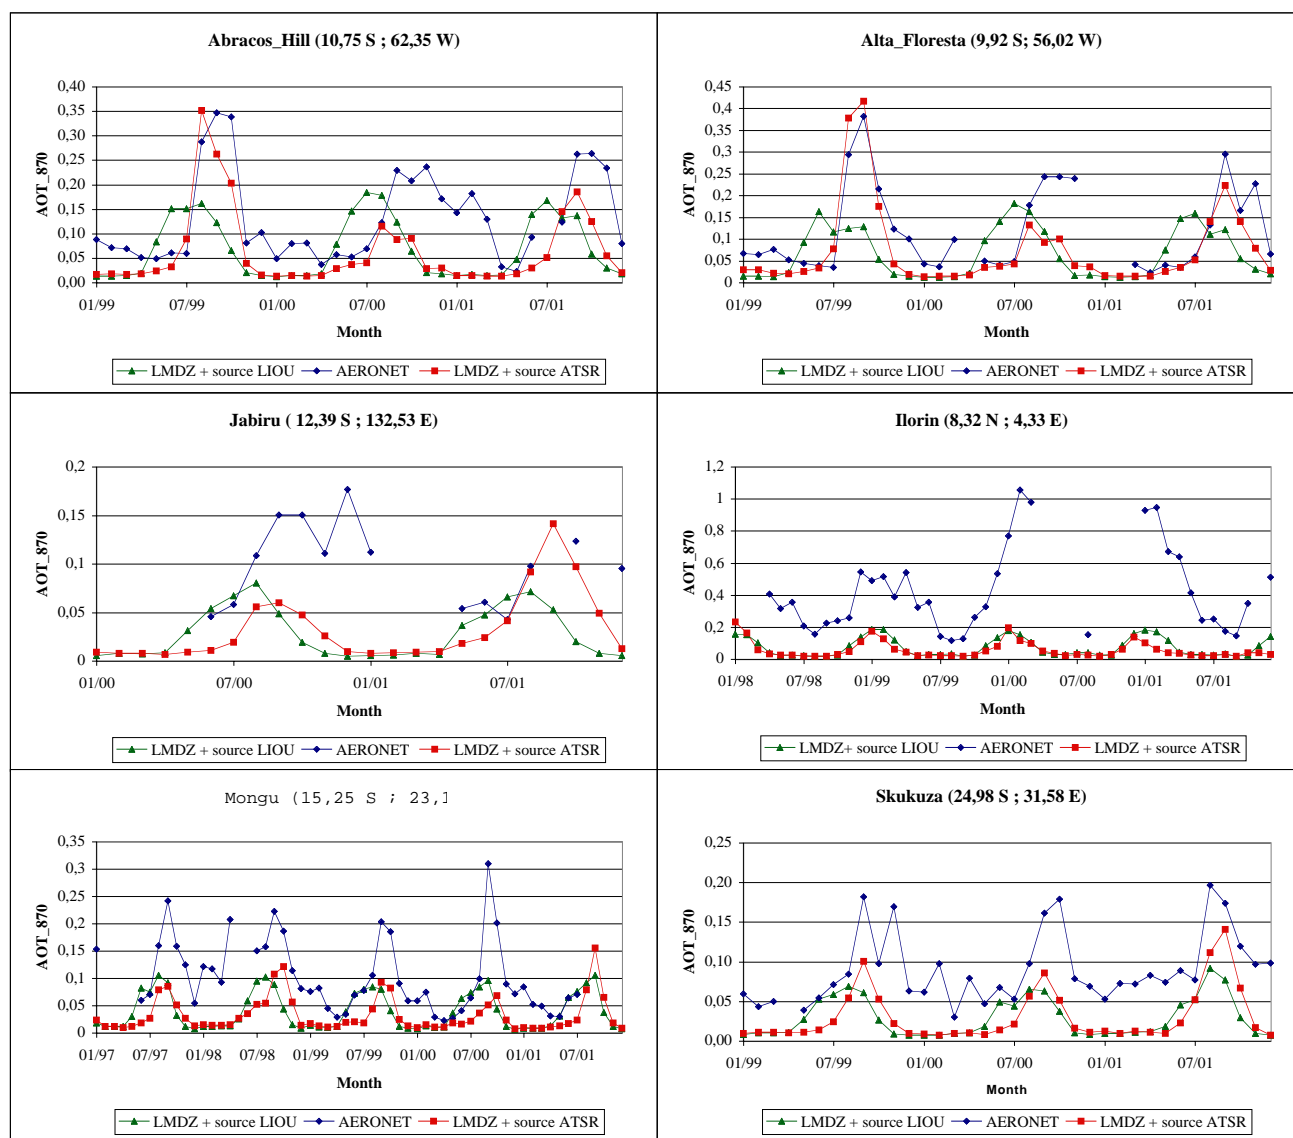 Abracos_Hill (10,75 S ; 62,35 W)
0,40
0,35
0,30
0,25
0,20
0,15
0,10
0,05
0,00
AOT_870
01/99 07/99 01/00 07/00 01/01 07/01
Month
LMDZ + source LIOU AERONET LMDZ + source ATSR
Alta_Floresta (9,92 S; 56,02 W)
0,45
0,4
0,35
0,3
0,25
0,2
0,15
0,1
0,05
0
AOT_870
01/99 07/99 01/00 07/00 01/01 07/01
Month
LMDZ + source LIOU AERONET LMDZ + source ATSR
Jabiru ( 12,39 S ; 132,53 E)
0,2
0,15
0,1
0,05
0
AOT_870
01/00 07/00 01/01 07/01
Month
LMDZ + source LIOU AERONET LMDZ + source ATSR
Ilorin (8,32 N ; 4,33 E)
1,2
1
0,8
0,6
0,4
0,2
0
AOT_870
01/98 07/98 01/99 07/99 01/00 07/00 01/01 07/01
Month
LMDZ+ source LIOU AERONET LMDZ + source ATSR
Mongu (15,25 S ; 23,1
0,35
0,3
0,25
0,2
0,15
0,1
0,05
0
AOT_870
01/97 07/97 01/98 07/98 01/99 07/99 01/00 07/00 01/01 07/01
Month
LMDZ + source LIOU AERONET LMDZ + source ATSR
Skukuza (24,98 S ; 31,58 E)
0,25
0,20
0,15
0,10
0,05
0,00
AOT_870
01/99 07/99 01/00 07/00 01/01 07/01
Month
LMDZ + source LIOU AERONET LMDZ + source ATSR